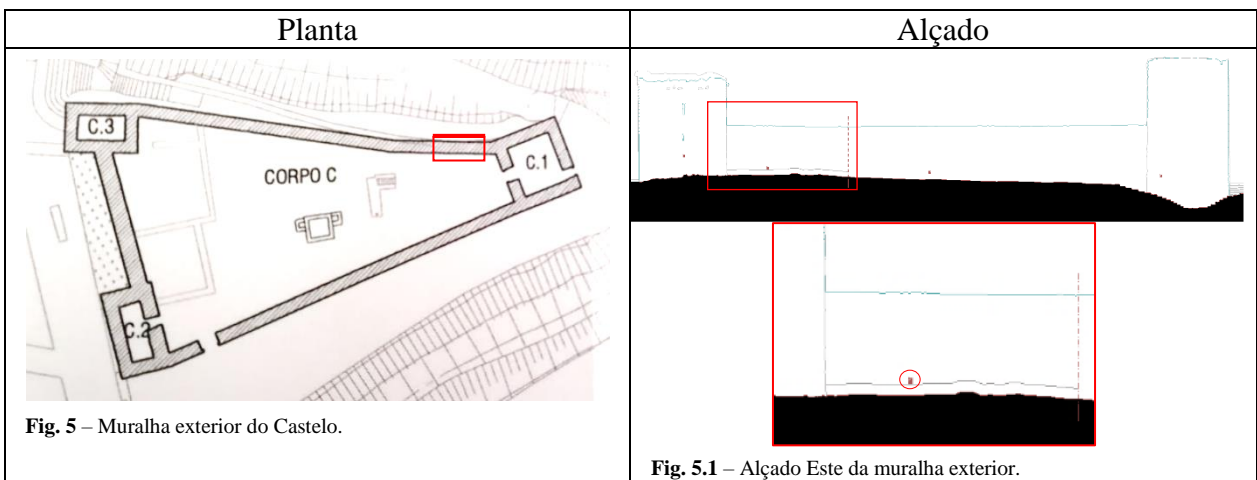 Planta
Alçado
C.3
CORPO C
C.1
C.2
Fig. 5 – Muralha exterior do Castelo.
Fig. 5.1 – Alçado Este da muralha exterior.